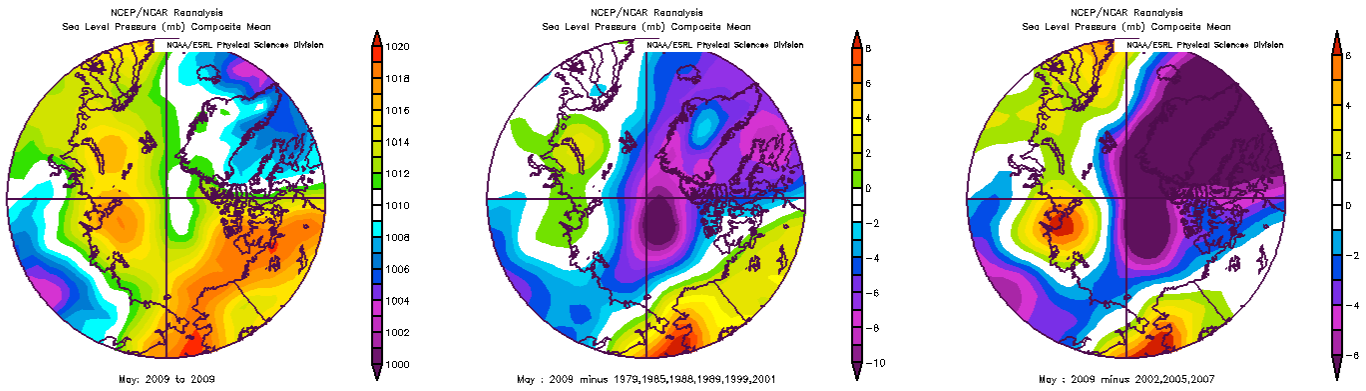 NCEP/NCAR Reanalysis
Sea Level Pressure (mb) Composite Mean
NOAA/ESRL Physical Sciences Division
1020
1018
1016
1014
1012
1010
1008
1006
1004
1002
1000
May: 2009 to 2009
NCEP/NCAR Reanalysis
Sea Level Pressure (mb) Composite Mean
NOAA/ESRL Physical Sciences Division
8
6
4
2
0
-2
-4
-6
-8
-10
May : 2009 minus 1979,1985,1988,1989,1999,2001
NCEP/NCAR Reanalysis
Sea Level Pressure (mb) Composite Mean
NOAA/ESRL Physical Sciences Division
6
4
2
0
-2
-4
-6
May : 2009 minus 2002,2005,2007